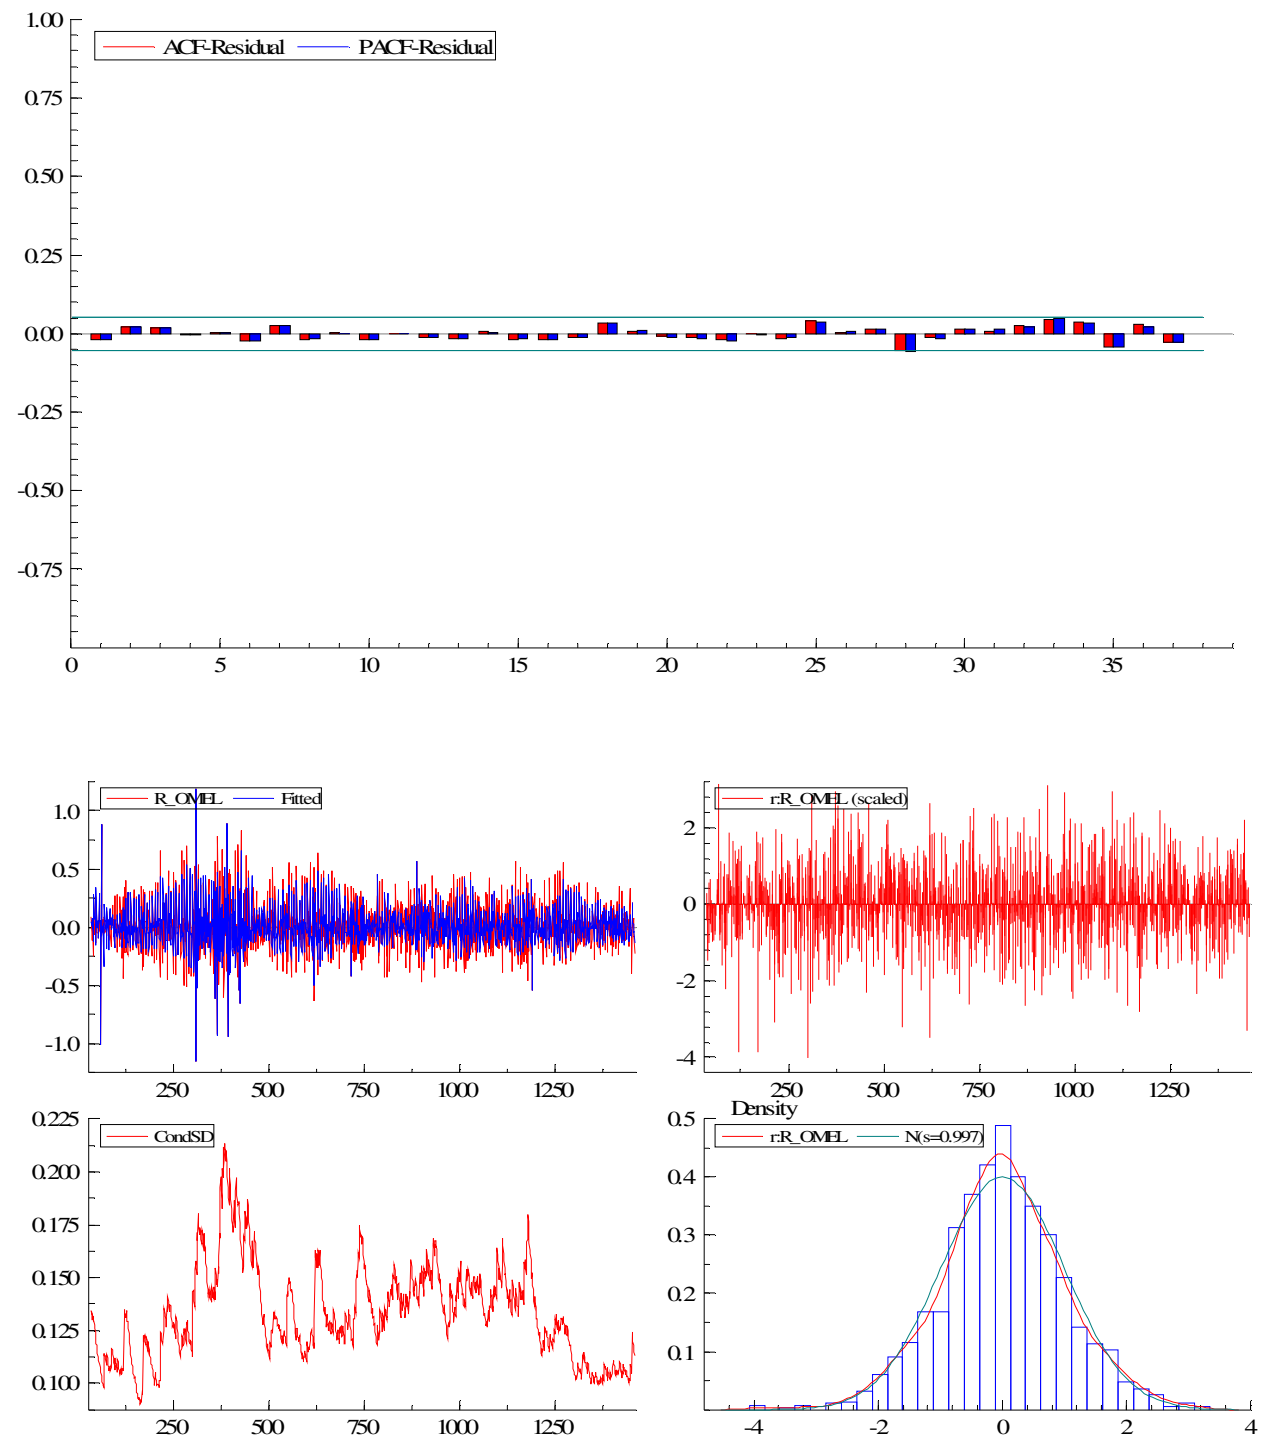 1.00
ACF-Residual PACF-Residual
0.75
0.50
0.25
0.00
-0.25
-0.50
-0.75
0 5 10 15 20 25 30 35
R_OMEL Fitted
1.0
0.5
0.0
-0.5
-1.0
250 500 750 1000 1250
r:R_OMEL (scaled)
2
0
-2
-4
250 500 750 1000 1250
0.225
CondSD
0.200
0.175
0.150
0.125
0.100
250 500 750 1000 1250
Density
0.5
r:R_OMEL N(s=0.997)
0.4
0.3
0.2
0.1
-4 -2 0 2 4